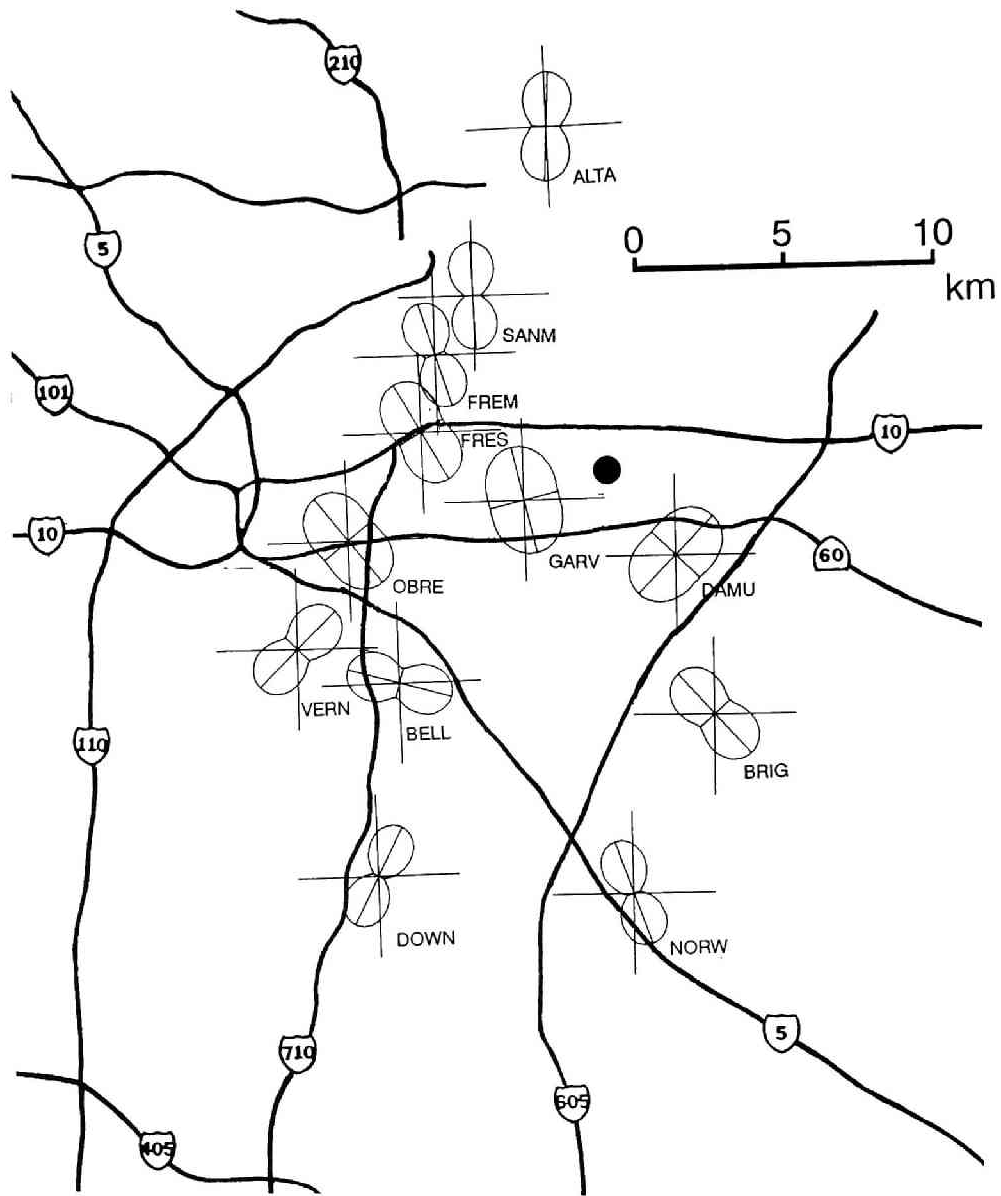 210
ALTA
5
0 5 10
km
SANM
101
FREM
10
FRES
10
GARV
60
OBRE
DAMU
VERN
BELL
110
BRIG
DOWN
NORW
5
710
605
405